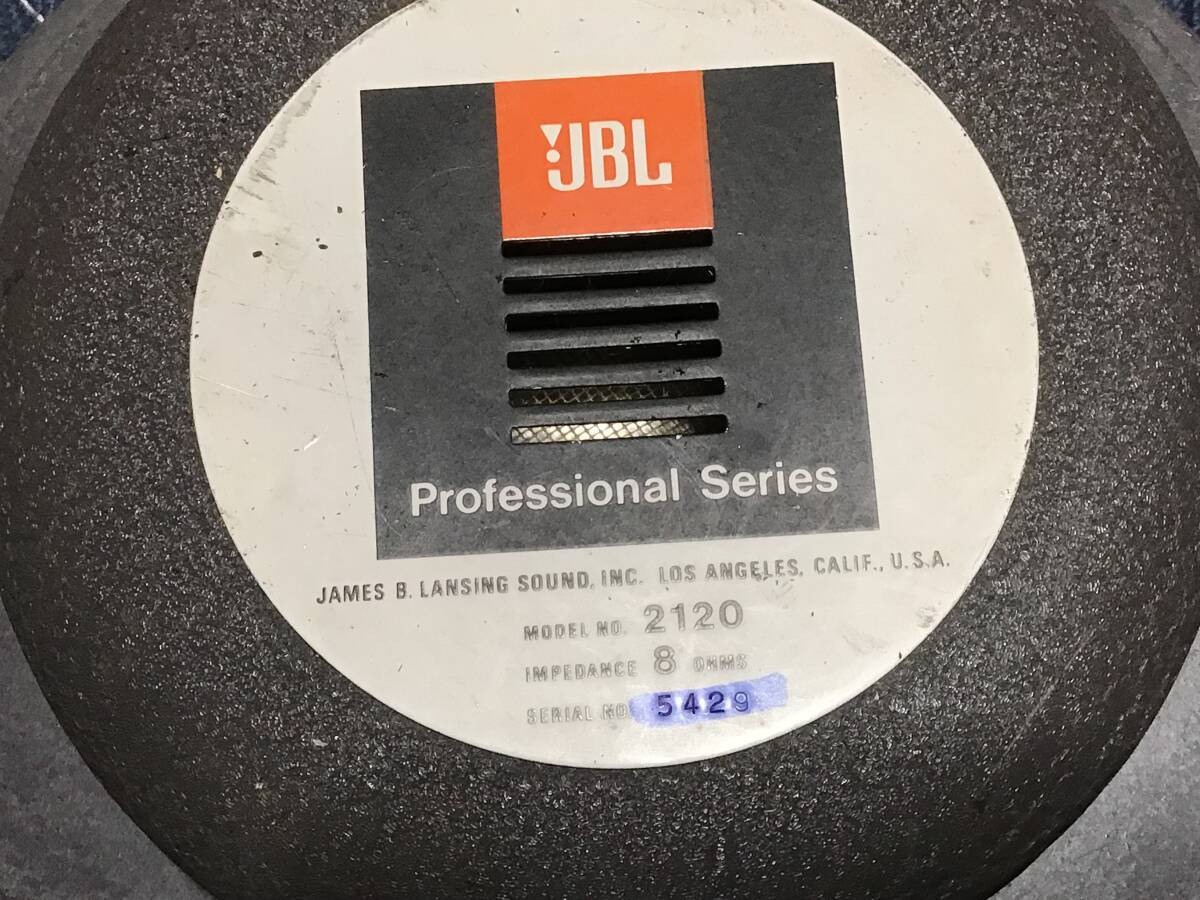 JBL
Professional Series
JAMES B. LANSING SOUND, INC. LOS ANGELES, CALIF., U.S.A.
MODEL NO. 2120
IMPEDANCE 8 OHMS
SERIAL NO 5429